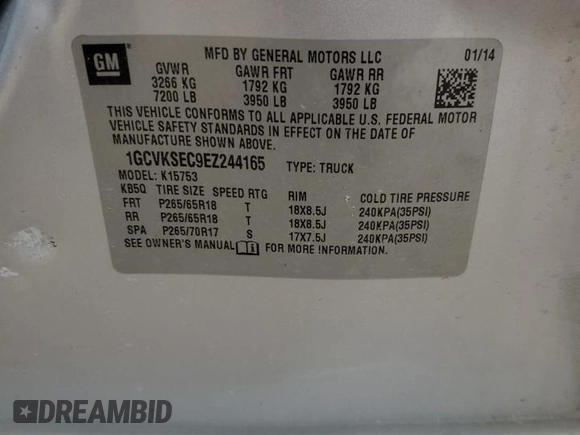 GM
MFD BY GENERAL MOTORS LLC 01/14
GVWR GAWR FRT GAWR RR
3266 KG 1792 KG 1792 KG
7200 LB 3950 LB 3950 LB
THIS VEHICLE CONFORMS TO ALL APPLICABLE U.S. FEDERAL MOTOR
VEHICLE SAFETY STANDARDS IN EFFECT ON THE DATE OF
MANUFACTURE SHOWN ABOVE.
1GCVKSEC9EZ244165 TYPE: TRUCK
MODEL: K15753
KB5Q TIRE SIZE SPEED RTG RIM COLD TIRE PRESSURE
FRT P265/65R18 T 18X8.5J 240KPA(35PSI)
RR P265/65R18 T 18X8.5J 240KPA(35PSI)
SPA P265/70R17 S 17X7.5J 240KPA(35PSI)
SEE OWNER'S MANUAL FOR MORE INFORMATION.
DREAMBID